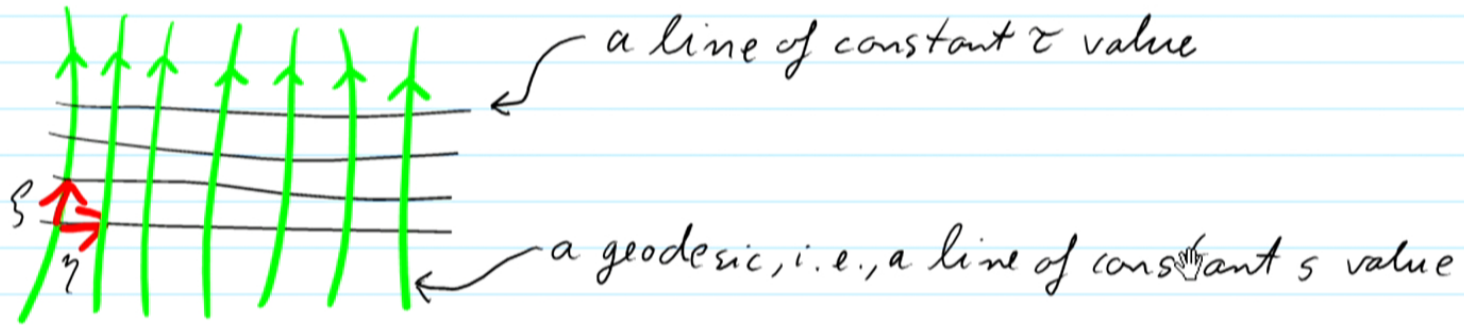 a line of constant τ value
ξ
a geodesic, i.e., a line of constant s value
η